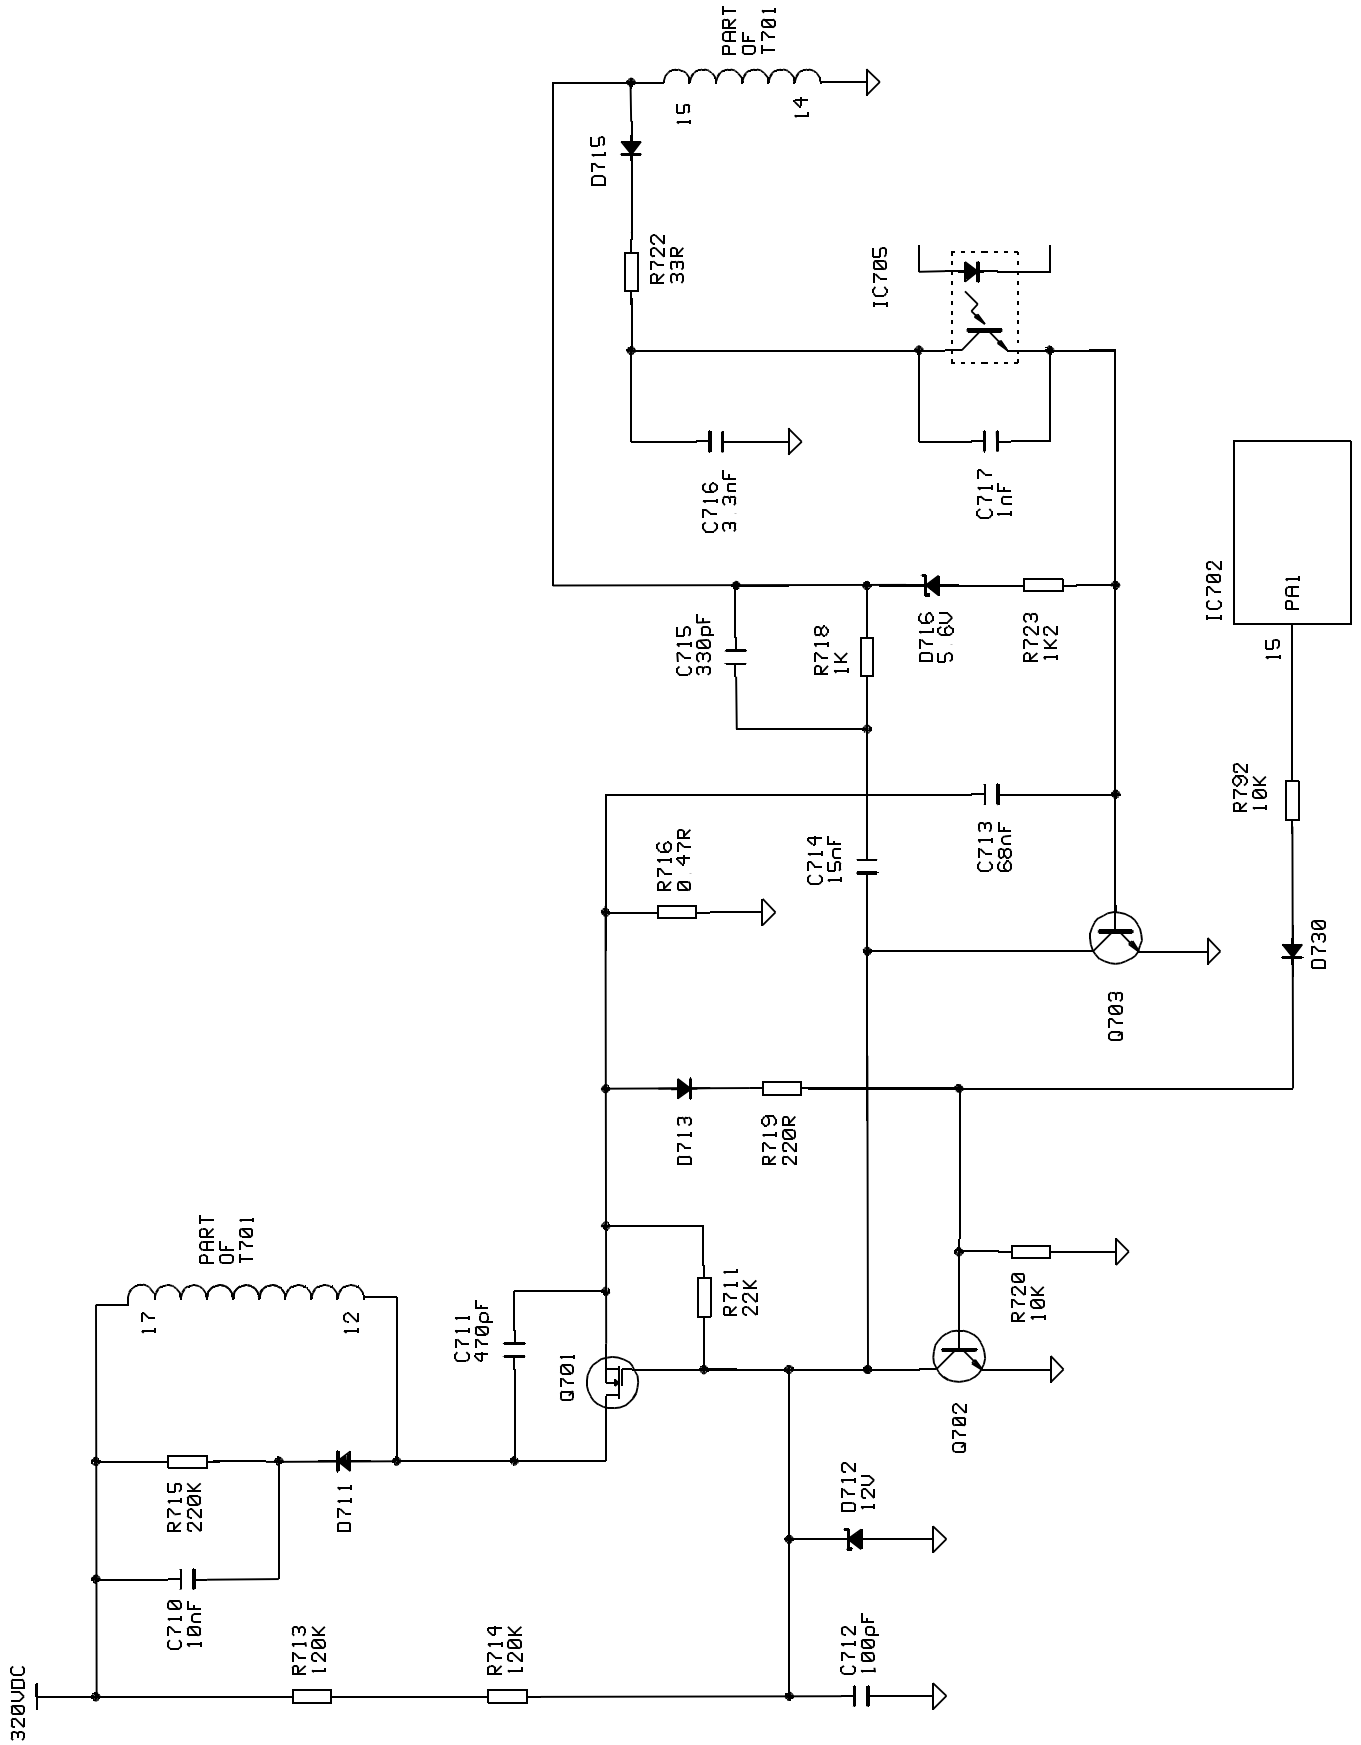 320VDC
R713
120K
R714
120K
C712
100pF
C710
10nF
R715
220K
D711
D712
12V
17
12
PART
OF
T701
C711
470pF
Q701
R711
22K
Q702
R720
10K
D713
R719
220R
R716
0.47R
C714
15nF
C713
68nF
Q703
D730
R792
10K
C715
330pF
R718
1K
D716
5.6V
R723
1K2
15
PA1
IC702
C716
3.3nF
C717
1nF
R722
33R
IC705
D715
15
14
PART
OF
T701